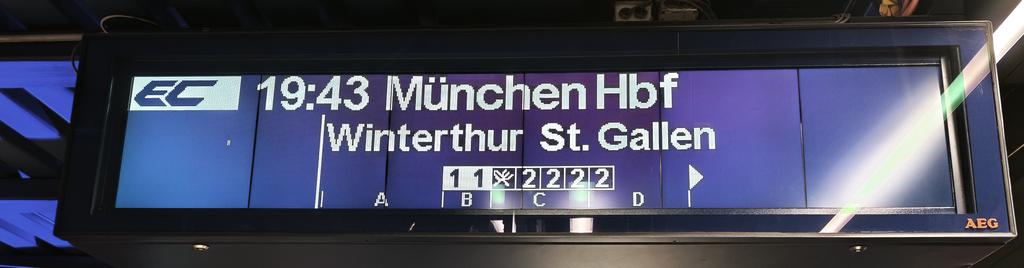 EC 19:43 München Hbf
Winterthur St. Gallen
1 1 2 2 2 2
A B C D
AEG